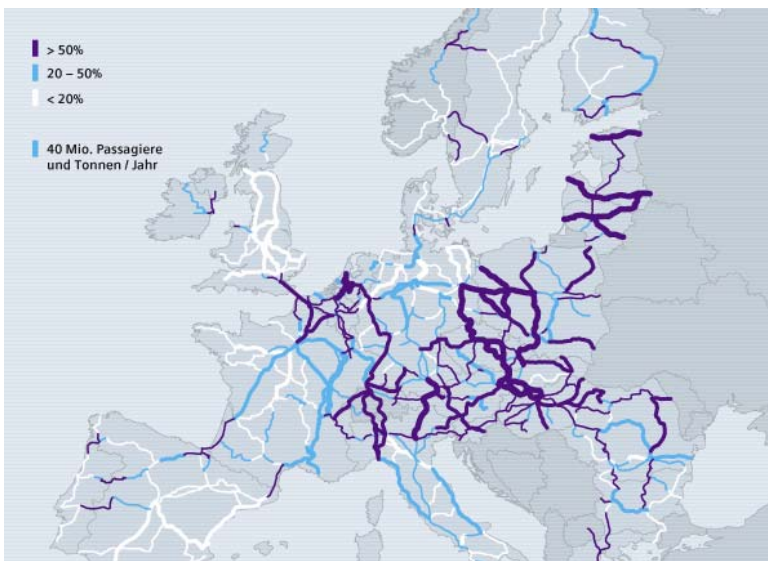 > 50%
20 – 50%
< 20%
40 Mio. Passagiere
und Tonnen / Jahr